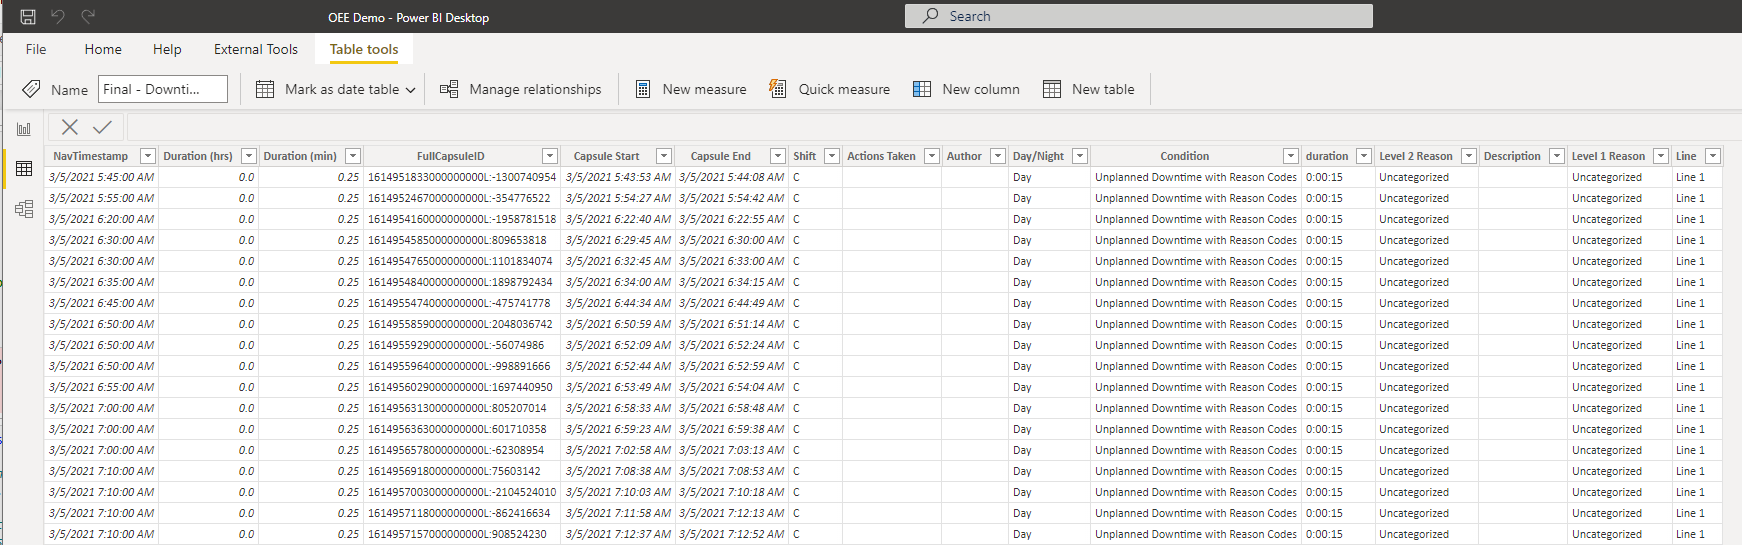 OEE Demo - Power BI Desktop
Search
File Home Help External Tools Table tools
Name Final - Downti... Mark as date table Manage relationships New measure Quick measure New column New table
NavTimestamp Duration (hrs) Duration (min) FullCapsuleID Capsule Start Capsule End Shift Actions Taken Author Day/Night Condition duration Level 2 Reason Description Level 1 Reason Line
3/5/2021 5:45:00 AM 0.0 0.25 1614951833000000000L:-1300740954 3/5/2021 5:43:53 AM 3/5/2021 5:44:08 AM C Day Unplanned Downtime with Reason Codes 0:00:15 Uncategorized Uncategorized Line 1
3/5/2021 5:55:00 AM 0.0 0.25 1614952467000000000L:-354776522 3/5/2021 5:54:27 AM 3/5/2021 5:54:42 AM C Day Unplanned Downtime with Reason Codes 0:00:15 Uncategorized Uncategorized Line 1
3/5/2021 6:20:00 AM 0.0 0.25 1614954160000000000L:-1958781518 3/5/2021 6:22:40 AM 3/5/2021 6:22:55 AM C Day Unplanned Downtime with Reason Codes 0:00:15 Uncategorized Uncategorized Line 1
3/5/2021 6:30:00 AM 0.0 0.25 1614954585000000000L:809653818 3/5/2021 6:29:45 AM 3/5/2021 6:30:00 AM C Day Unplanned Downtime with Reason Codes 0:00:15 Uncategorized Uncategorized Line 1
3/5/2021 6:30:00 AM 0.0 0.25 1614954765000000000L:1101834074 3/5/2021 6:32:45 AM 3/5/2021 6:33:00 AM C Day Unplanned Downtime with Reason Codes 0:00:15 Uncategorized Uncategorized Line 1
3/5/2021 6:35:00 AM 0.0 0.25 1614954840000000000L:1898792434 3/5/2021 6:34:00 AM 3/5/2021 6:34:15 AM C Day Unplanned Downtime with Reason Codes 0:00:15 Uncategorized Uncategorized Line 1
3/5/2021 6:45:00 AM 0.0 0.25 1614955474000000000L:-475741778 3/5/2021 6:44:34 AM 3/5/2021 6:44:49 AM C Day Unplanned Downtime with Reason Codes 0:00:15 Uncategorized Uncategorized Line 1
3/5/2021 6:50:00 AM 0.0 0.25 1614955859000000000L:2048036742 3/5/2021 6:50:59 AM 3/5/2021 6:51:14 AM C Day Unplanned Downtime with Reason Codes 0:00:15 Uncategorized Uncategorized Line 1
3/5/2021 6:50:00 AM 0.0 0.25 1614955929000000000L:-56074986 3/5/2021 6:52:09 AM 3/5/2021 6:52:24 AM C Day Unplanned Downtime with Reason Codes 0:00:15 Uncategorized Uncategorized Line 1
3/5/2021 6:50:00 AM 0.0 0.25 1614955964000000000L:-998891666 3/5/2021 6:52:44 AM 3/5/2021 6:52:59 AM C Day Unplanned Downtime with Reason Codes 0:00:15 Uncategorized Uncategorized Line 1
3/5/2021 6:55:00 AM 0.0 0.25 1614956029000000000L:1697440950 3/5/2021 6:53:49 AM 3/5/2021 6:54:04 AM C Day Unplanned Downtime with Reason Codes 0:00:15 Uncategorized Uncategorized Line 1
3/5/2021 7:00:00 AM 0.0 0.25 1614956313000000000L:805207014 3/5/2021 6:58:33 AM 3/5/2021 6:58:48 AM C Day Unplanned Downtime with Reason Codes 0:00:15 Uncategorized Uncategorized Line 1
3/5/2021 7:00:00 AM 0.0 0.25 1614956363000000000L:601710358 3/5/2021 6:59:23 AM 3/5/2021 6:59:38 AM C Day Unplanned Downtime with Reason Codes 0:00:15 Uncategorized Uncategorized Line 1
3/5/2021 7:00:00 AM 0.0 0.25 1614956578000000000L:-62308954 3/5/2021 7:02:58 AM 3/5/2021 7:03:13 AM C Day Unplanned Downtime with Reason Codes 0:00:15 Uncategorized Uncategorized Line 1
3/5/2021 7:10:00 AM 0.0 0.25 1614956918000000000L:75603142 3/5/2021 7:08:38 AM 3/5/2021 7:08:53 AM C Day Unplanned Downtime with Reason Codes 0:00:15 Uncategorized Uncategorized Line 1
3/5/2021 7:10:00 AM 0.0 0.25 1614957003000000000L:-2104524010 3/5/2021 7:10:03 AM 3/5/2021 7:10:18 AM C Day Unplanned Downtime with Reason Codes 0:00:15 Uncategorized Uncategorized Line 1
3/5/2021 7:10:00 AM 0.0 0.25 1614957118000000000L:-862416634 3/5/2021 7:11:58 AM 3/5/2021 7:12:13 AM C Day Unplanned Downtime with Reason Codes 0:00:15 Uncategorized Uncategorized Line 1
3/5/2021 7:10:00 AM 0.0 0.25 1614957157000000000L:908524230 3/5/2021 7:12:37 AM 3/5/2021 7:12:52 AM C Day Unplanned Downtime with Reason Codes 0:00:15 Uncategorized Uncategorized Line 1